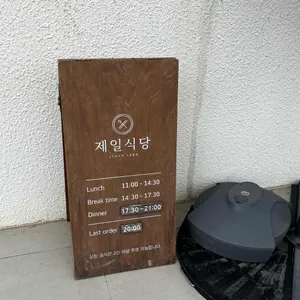 제일식당
Lunch 11:00 - 14:30
Break time 14:30 - 17:30
Dinner 17:30 - 21:00
Last order 20:00